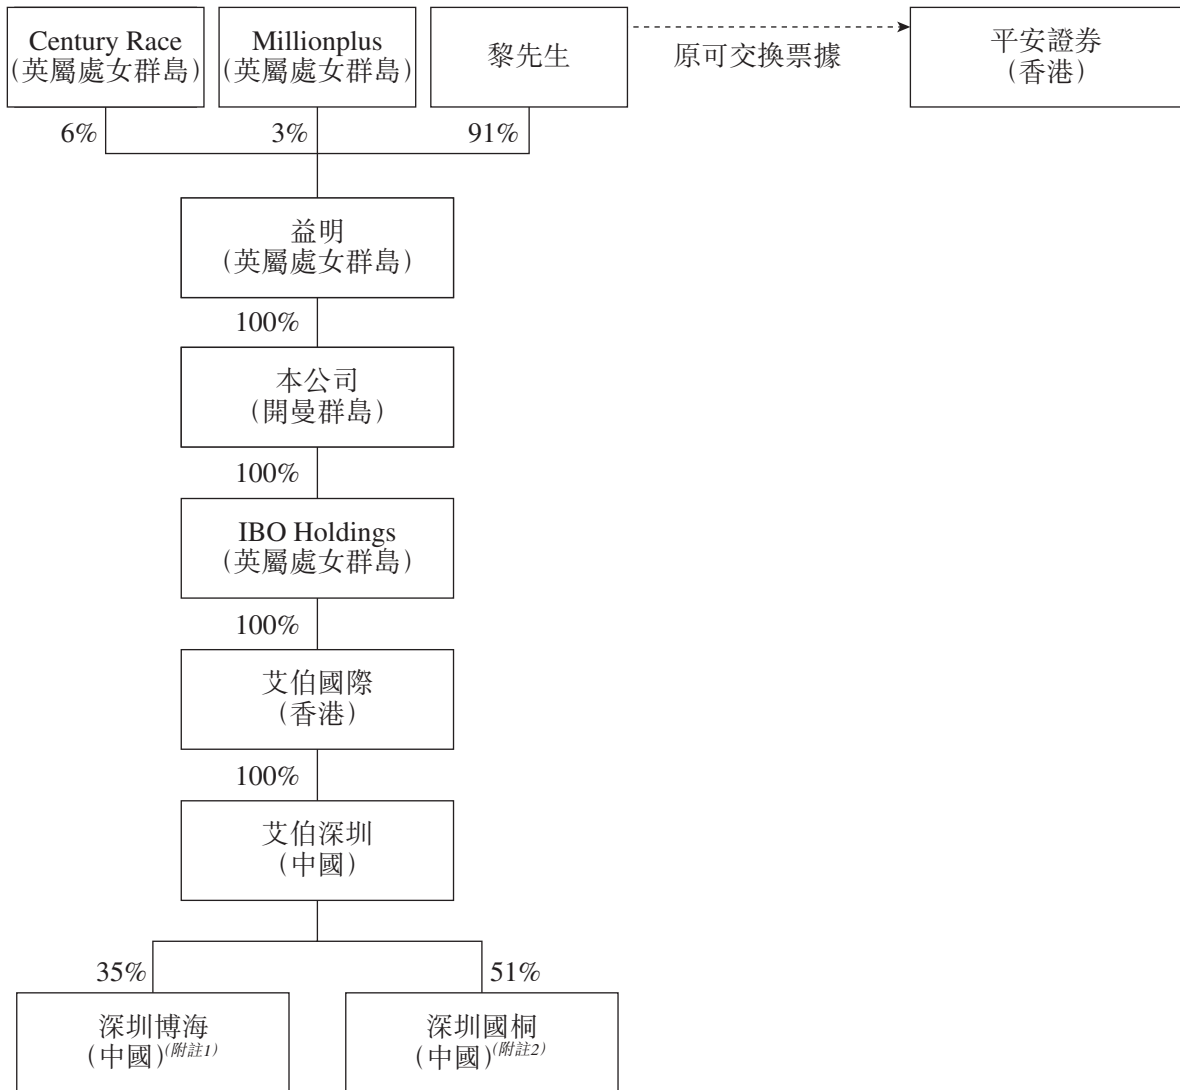 Century Race
(英屬處女群島)
Millionplus
(英屬處女群島)
黎先生
原可交換票據
平安證券
(香港)
6%
3%
91%
益明
(英屬處女群島)
100%
本公司
(開曼群島)
100%
IBO Holdings
(英屬處女群島)
100%
艾伯國際
(香港)
100%
艾伯深圳
(中國)
35%
51%
深圳博海
(中國)(附註1)
深圳國桐
(中國)(附註2)